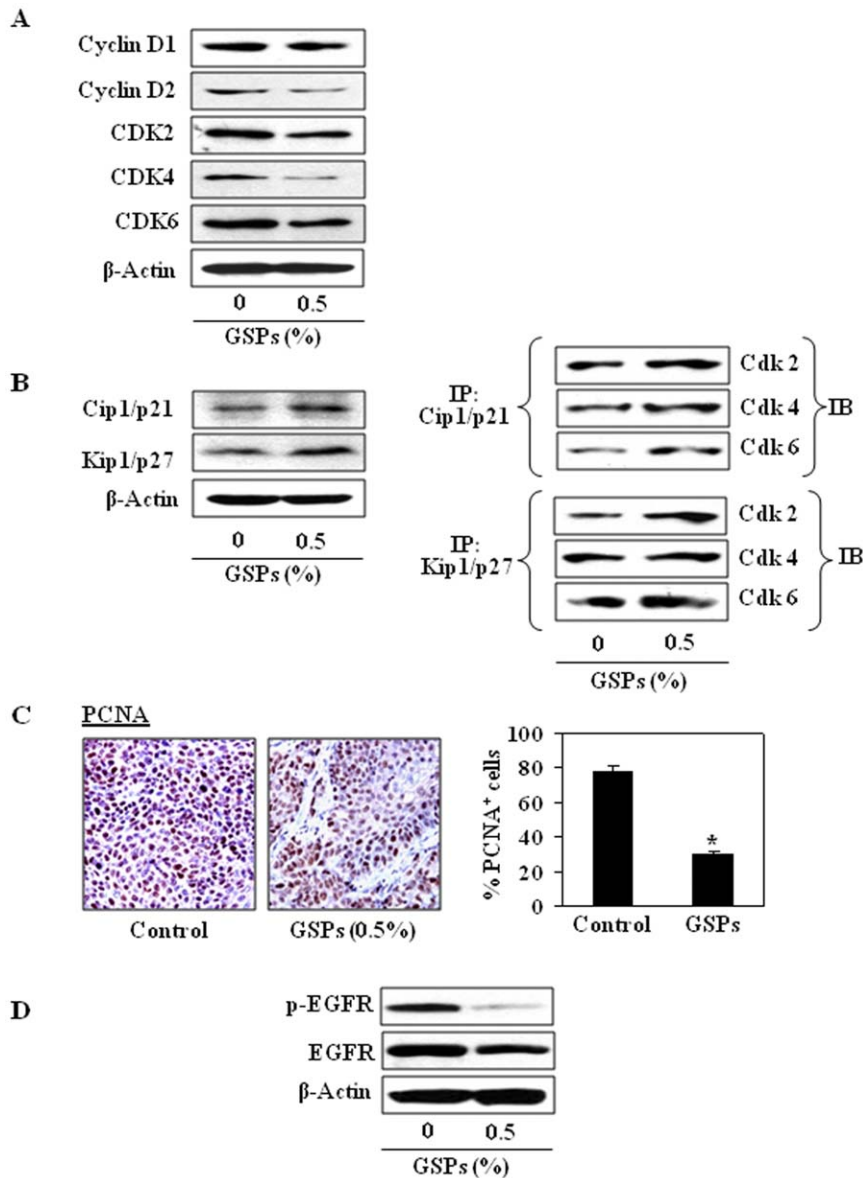 A
Cyclin D1
Cyclin D2
CDK2
CDK4
CDK6
β-Actin
0 0.5
GSPs (%)
B
Cip1/p21
Kip1/p27
β-Actin
0 0.5
GSPs (%)
IP:
Cip1/p21
Cdk 2
Cdk 4
Cdk 6
IB
IP:
Kip1/p27
Cdk 2
Cdk 4
Cdk 6
IB
0 0.5
GSPs (%)
C
PCNA
Control
GSPs (0.5%)
% PCNA⁺ cells
100
80
60
40
20
0
*
Control GSPs
D
p-EGFR
EGFR
β-Actin
0 0.5
GSPs (%)